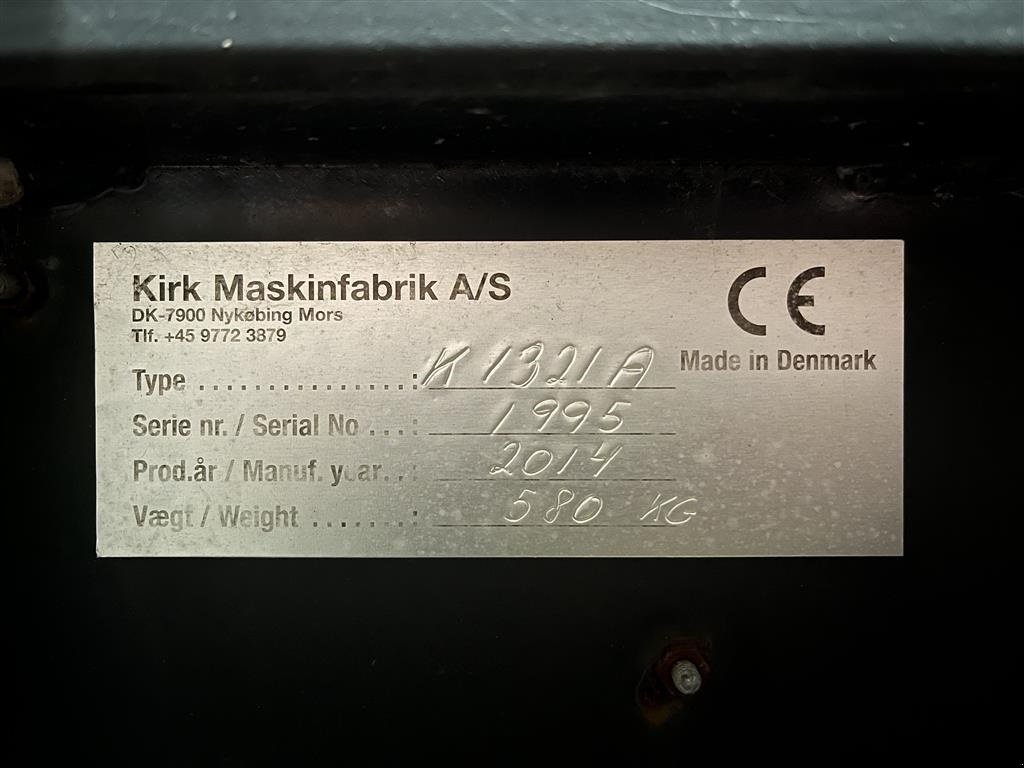 Kirk Maskinfabrik A/S
DK-7900 Nykøbing Mors
Tlf. +45 9772 3879
CE
Made in Denmark
Type ................: K 1321A
Serie nr. / Serial No ...: 1995
Prod.år / Manuf. year...: 2014
Vægt / Weight ........: 580 KG